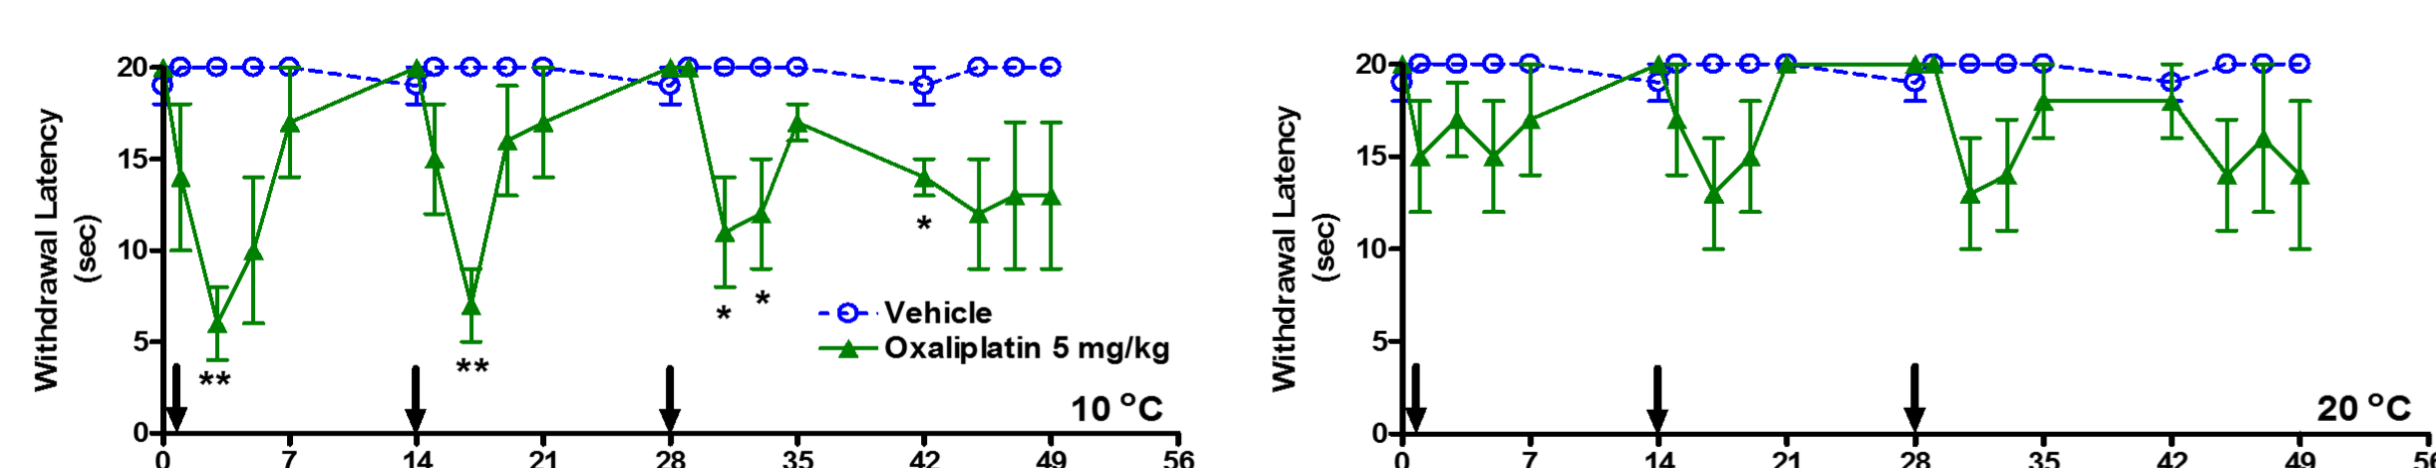 Withdrawal Latency
(sec)
20
15
10
5
0
**
**
*
*
*
Vehicle
Oxaliplatin 5 mg/kg
10 °C
0 7 14 21 28 35 42 49 56
Withdrawal Latency
(sec)
20
15
10
5
0
20 °C
0 7 14 21 28 35 42 49